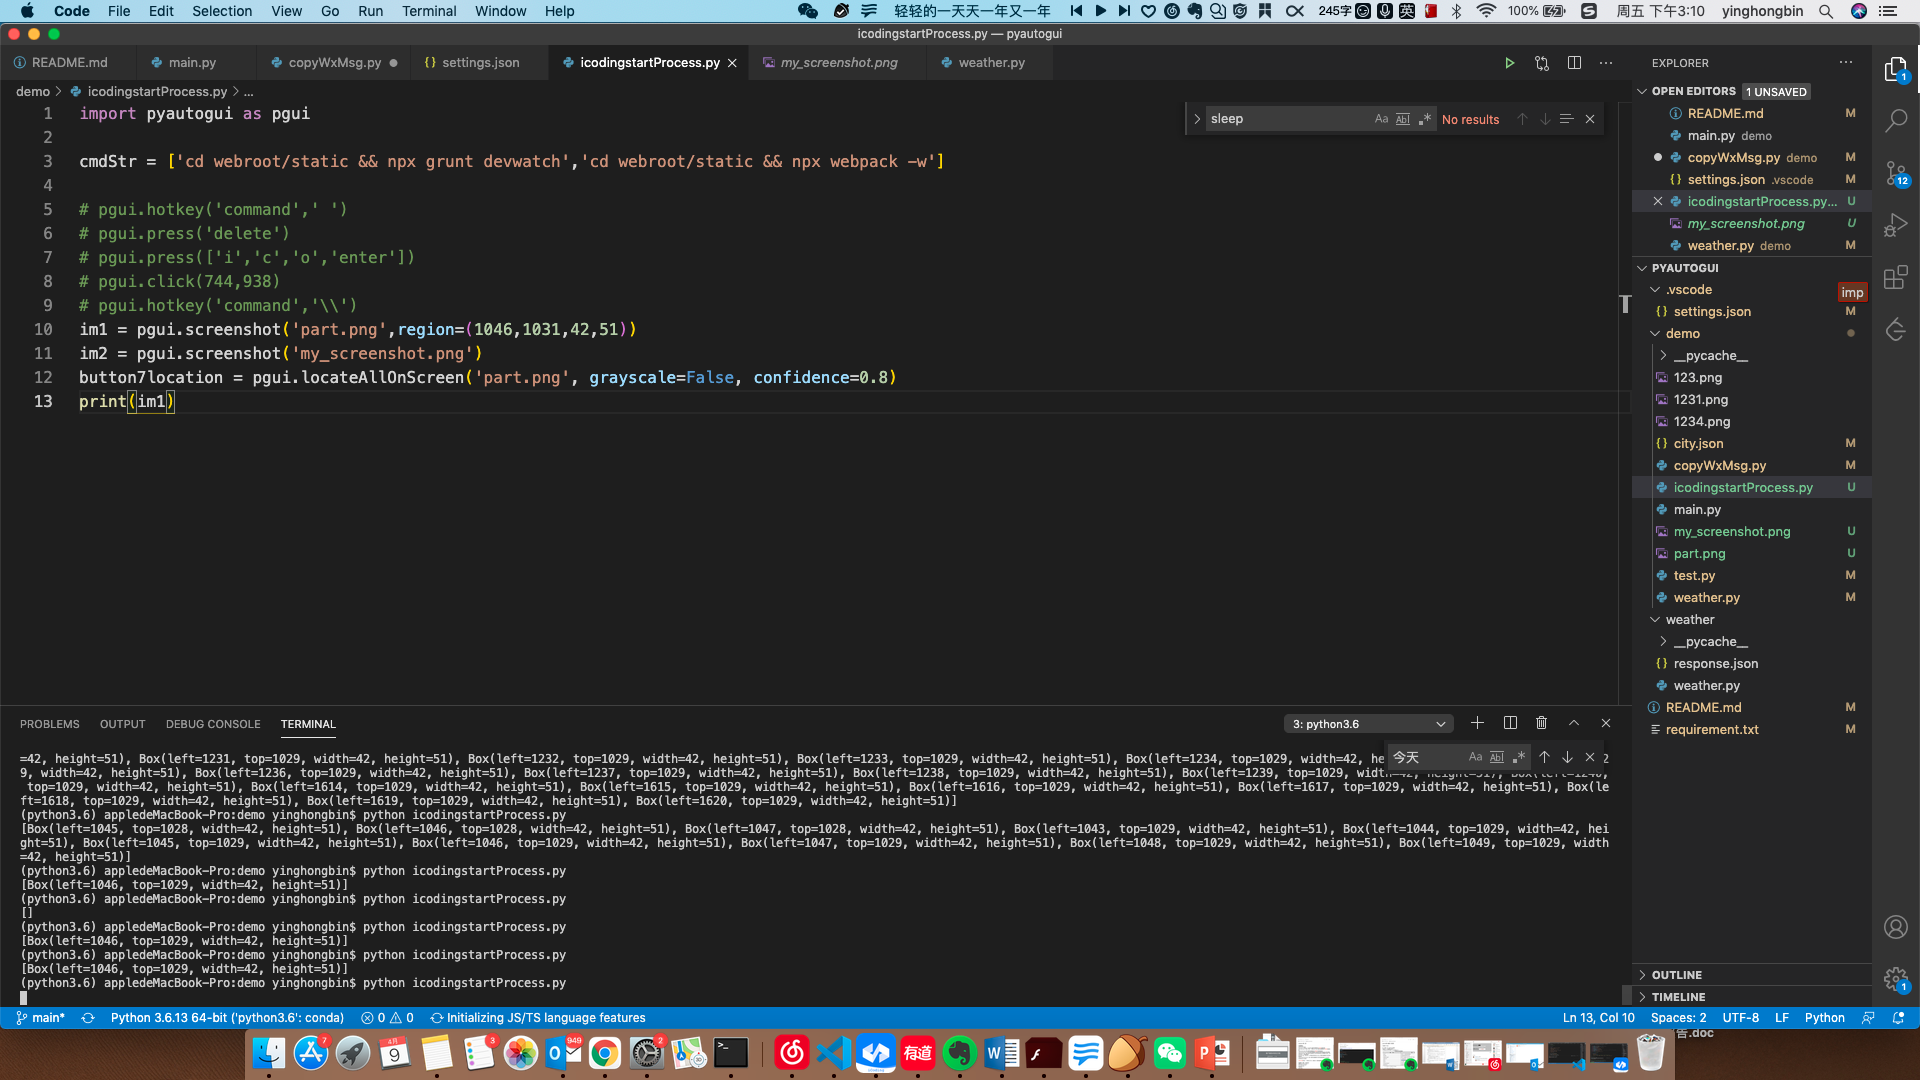 Code File Edit Selection View Go Run Terminal Window Help 轻轻的一天天一年又一年 245字 英 100% 周五 下午3:10 yinghongbin
icodingstartProcess.py — pyautogui
README.md main.py copyWxMsg.py settings.json icodingstartProcess.py my_screenshot.png weather.py
demo > icodingstartProcess.py > ...
sleep Aa Abl .* No results
1 import pyautogui as pgui
2
3 cmdStr = ['cd webroot/static && npx grunt devwatch','cd webroot/static && npx webpack -w']
4
5 # pgui.hotkey('command',' ')
6 # pgui.press('delete')
7 # pgui.press(['i','c','o','enter'])
8 # pgui.click(744,938)
9 # pgui.hotkey('command','\\')
10 im1 = pgui.screenshot('part.png',region=(1046,1031,42,51))
11 im2 = pgui.screenshot('my_screenshot.png')
12 button7location = pgui.locateAllOnScreen('part.png', grayscale=False, confidence=0.8)
13 print(im1)
EXPLORER
OPEN EDITORS 1 UNSAVED
README.md M
main.py demo
copyWxMsg.py demo M
settings.json .vscode M
icodingstartProcess.py... U
my_screenshot.png U
weather.py demo M
PYAUTOGUI
.vscode
imp
settings.json M
demo
__pycache__
123.png
1231.png
1234.png
city.json M
copyWxMsg.py M
icodingstartProcess.py U
main.py
my_screenshot.png U
part.png U
test.py M
weather.py M
weather
__pycache__
response.json
weather.py
README.md M
requirement.txt M
OUTLINE
TIMELINE
1
12
1
PROBLEMS OUTPUT DEBUG CONSOLE TERMINAL 3: python3.6
今天 Aa Abl .*
=42, height=51), Box(left=1231, top=1029, width=42, height=51), Box(left=1232, top=1029, width=42, height=51), Box(left=1233, top=1029, width=42, height=51), Box(left=1234, top=1029, width=42, he
9, width=42, height=51), Box(left=1236, top=1029, width=42, height=51), Box(left=1237, top=1029, width=42, height=51), Box(left=1238, top=1029, width=42, height=51), Box(left=1239, top=1029, width=42, height=51), Box(left=1240,
top=1029, width=42, height=51), Box(left=1614, top=1029, width=42, height=51), Box(left=1615, top=1029, width=42, height=51), Box(left=1616, top=1029, width=42, height=51), Box(left=1617, top=1029, width=42, height=51), Box(le
ft=1618, top=1029, width=42, height=51), Box(left=1619, top=1029, width=42, height=51), Box(left=1620, top=1029, width=42, height=51)]
(python3.6) appledeMacBook-Pro:demo yinghongbin$ python icodingstartProcess.py
[Box(left=1045, top=1028, width=42, height=51), Box(left=1046, top=1028, width=42, height=51), Box(left=1047, top=1028, width=42, height=51), Box(left=1043, top=1029, width=42, height=51), Box(left=1044, top=1029, width=42, hei
ght=51), Box(left=1045, top=1029, width=42, height=51), Box(left=1046, top=1029, width=42, height=51), Box(left=1047, top=1029, width=42, height=51), Box(left=1048, top=1029, width=42, height=51), Box(left=1049, top=1029, width
=42, height=51)]
(python3.6) appledeMacBook-Pro:demo yinghongbin$ python icodingstartProcess.py
[Box(left=1046, top=1029, width=42, height=51)]
(python3.6) appledeMacBook-Pro:demo yinghongbin$ python icodingstartProcess.py
[]
(python3.6) appledeMacBook-Pro:demo yinghongbin$ python icodingstartProcess.py
[Box(left=1046, top=1029, width=42, height=51)]
(python3.6) appledeMacBook-Pro:demo yinghongbin$ python icodingstartProcess.py
[Box(left=1046, top=1029, width=42, height=51)]
(python3.6) appledeMacBook-Pro:demo yinghongbin$ python icodingstartProcess.py
main* Python 3.6.13 64-bit ('python3.6': conda) 0 0 Initializing JS/TS language features Ln 13, Col 10 Spaces: 2 UTF-8 LF Python
.doc
7 4月 9 3 949 2 有道